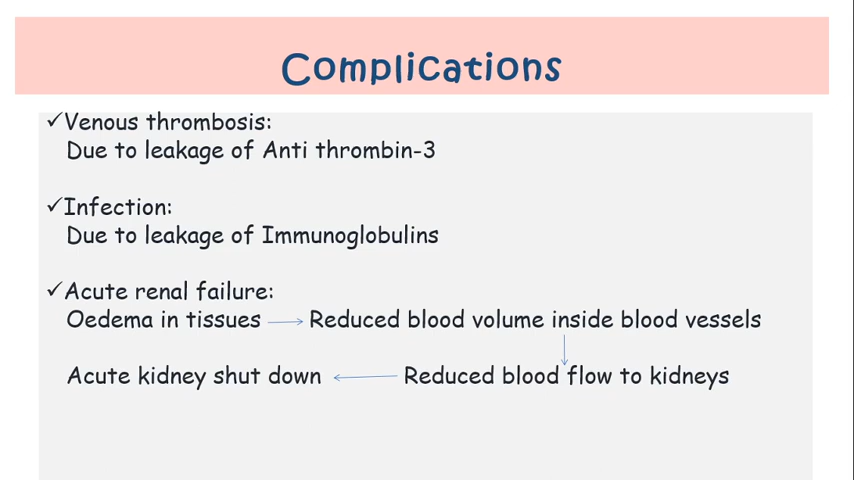 Complications
✓Venous thrombosis:
Due to leakage of Anti thrombin-3
✓Infection:
Due to leakage of Immunoglobulins
✓Acute renal failure:
Oedema in tissues → Reduced blood volume inside blood vessels
↓
Acute kidney shut down ← Reduced blood flow to kidneys